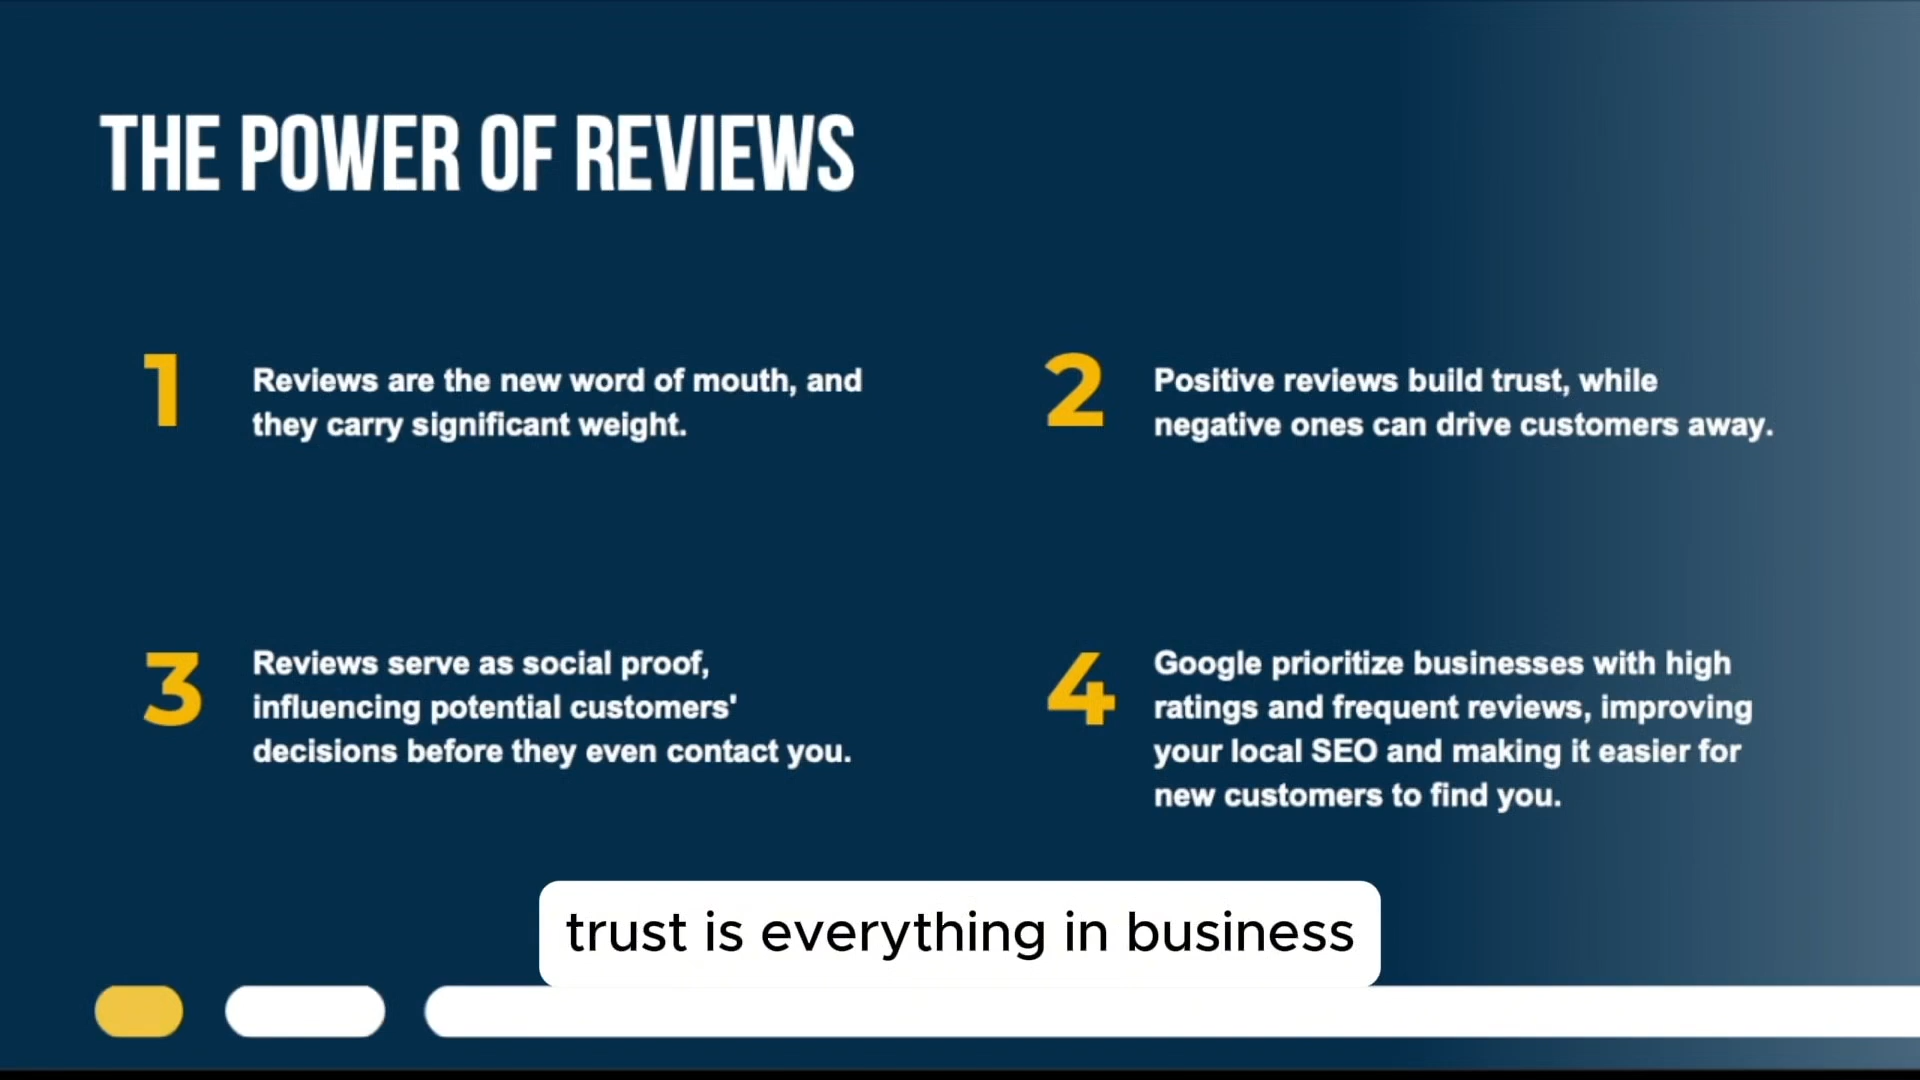 THE POWER OF REVIEWS
1
Reviews are the new word of mouth, and
they carry significant weight.
2
Positive reviews build trust, while
negative ones can drive customers away.
3
Reviews serve as social proof,
influencing potential customers'
decisions before they even contact you.
4
Google prioritize businesses with high
ratings and frequent reviews, improving
your local SEO and making it easier for
new customers to find you.
trust is everything in business